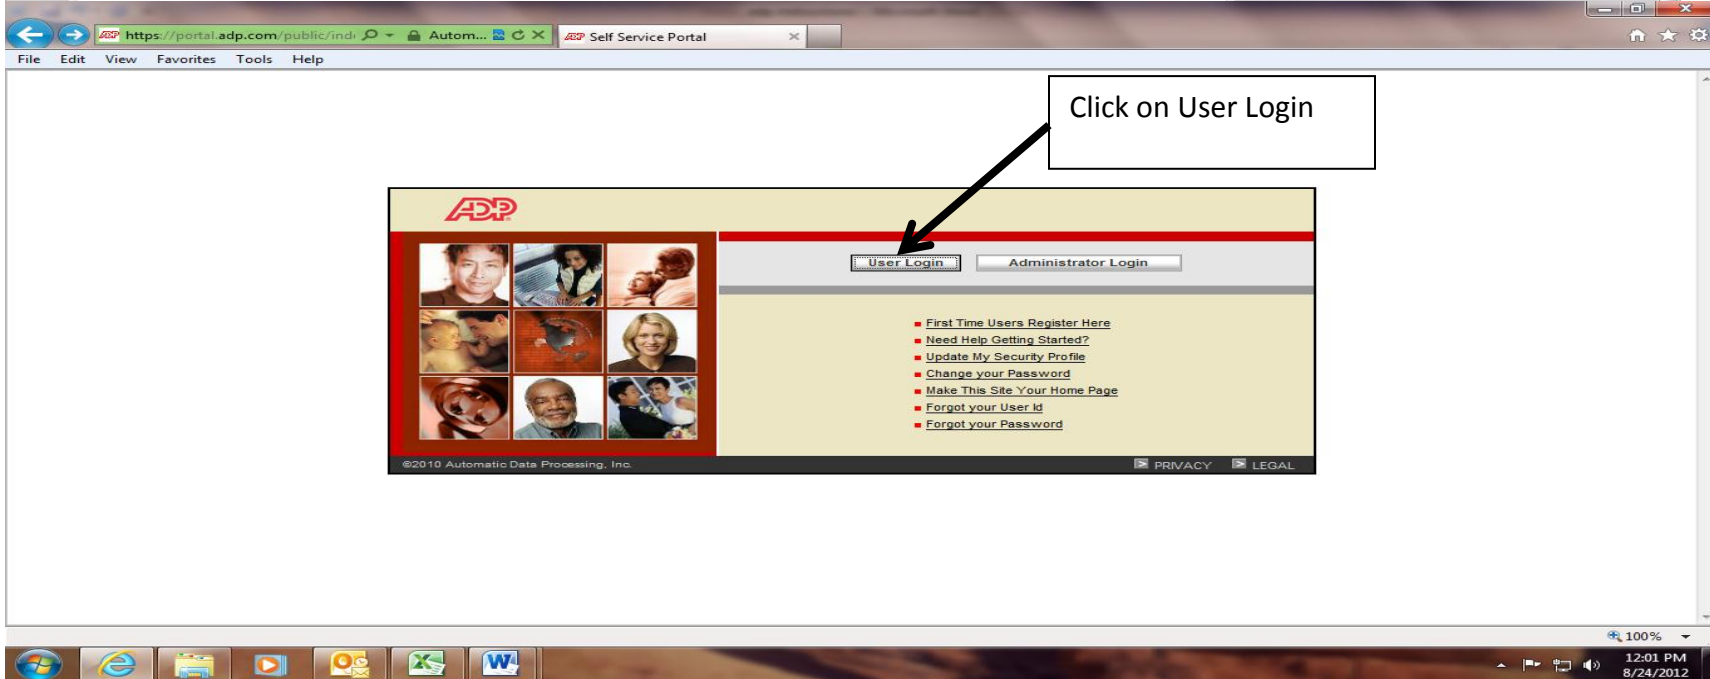 https://portal.adp.com/public/ind
Autom...
ADP Self Service Portal
File Edit View Favorites Tools Help
Click on User Login
ADP
User Login
Administrator Login
First Time Users Register Here
Need Help Getting Started?
Update My Security Profile
Change your Password
Make This Site Your Home Page
Forgot your User Id
Forgot your Password
©2010 Automatic Data Processing, Inc.
PRIVACY LEGAL
100%
12:01 PM
8/24/2012